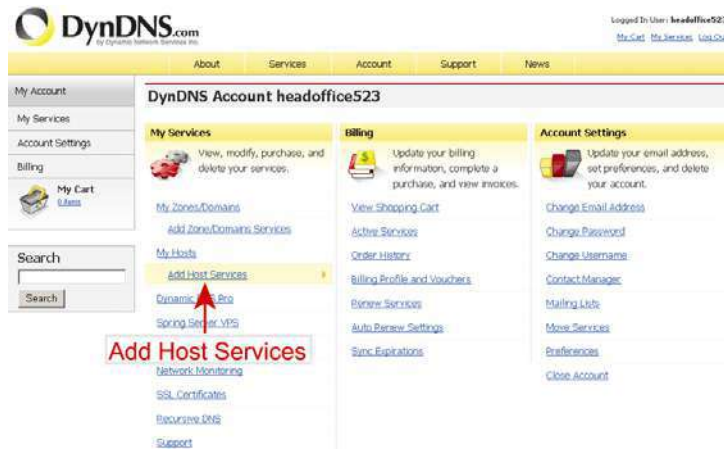 DynDNS.com
by Dynamic Network Services Inc.
Logged In User: headoffice523
My Cart My Services Log Out
About Services Account Support News
My Account
My Services
Account Settings
Billing
My Cart
0 items
Search
Search
DynDNS Account headoffice523
My Services
View, modify, purchase, and
delete your services.
My Zones/Domains
Add Zone/Domains Services
My Hosts
Add Host Services
Dynamic DNS Pro
Spring Server VPS
Add Host Services
Network Monitoring
SSL Certificates
Recursive DNS
Support
Billing
Update your billing
information, complete a
purchase, and view invoices.
View Shopping Cart
Active Services
Order History
Billing Profile and Vouchers
Renew Services
Auto Renew Settings
Sync Expirations
Account Settings
Update your email address,
set preferences, and delete
your account.
Change Email Address
Change Password
Change Username
Contact Manager
Mailing Lists
Move Services
Preferences
Close Account